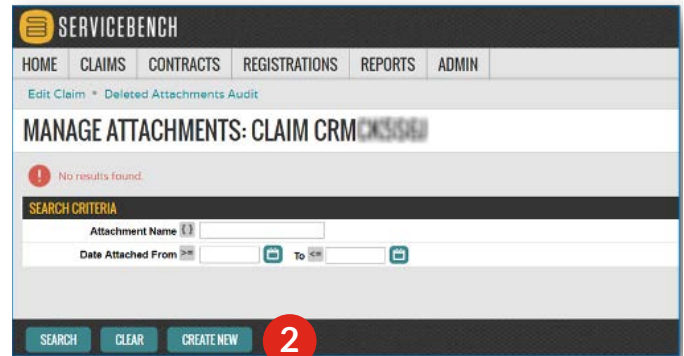 SERVICEBENCH
HOME CLAIMS CONTRACTS REGISTRATIONS REPORTS ADMIN
Edit Claim • Deleted Attachments Audit
MANAGE ATTACHMENTS: CLAIM CRM
! No results found.
SEARCH CRITERIA
Attachment Name {}
Date Attached From >= To <=
SEARCH CLEAR CREATE NEW 2